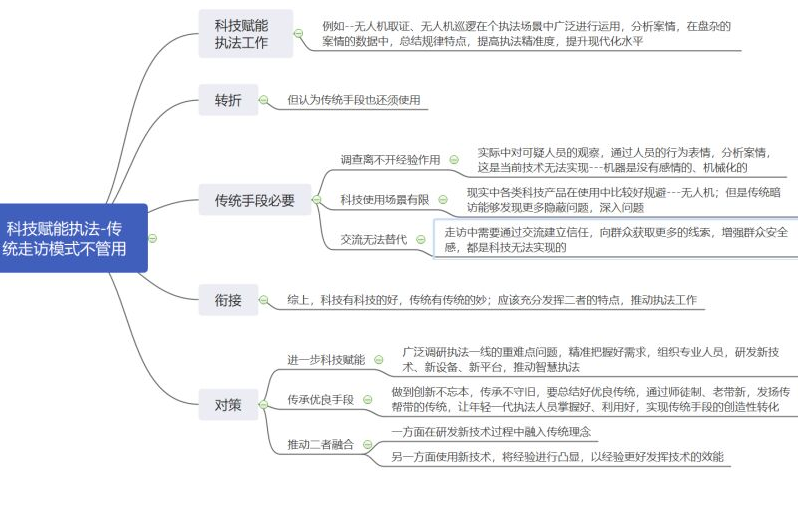 科技赋能执法-传
统走访模式不管用
科技赋能
执法工作
例如--无人机取证、无人机巡逻在个执法场景中广泛进行运用，分析案情，在盘杂的
案情的数据中，总结规律特点，提高执法精准度，提升现代化水平
转折
但认为传统手段也还须使用
传统手段必要
调查离不开经验作用
实际中对可疑人员的观察，通过人员的行为表情，分析案情，
这是当前技术无法实现---机器是没有感情的、机械化的
科技使用场景有限
现实中各类科技产品在使用中比较好规避---无人机；但是传统暗
访能够发现更多隐蔽问题，深入问题
交流无法替代
走访中需要通过交流建立信任，向群众获取更多的线索，增强群众安全
感，都是科技无法实现的
衔接
综上，科技有科技的好，传统有传统的妙；应该充分发挥二者的特点，推动执法工作
对策
进一步科技赋能
广泛调研执法一线的重难点问题，精准把握好需求，组织专业人员，研发新技
术、新设备、新平台，推动智慧执法
传承优良手段
做到创新不忘本，传承不守旧，要总结好优良传统，通过师徒制、老带新，发扬传
帮带的传统，让年轻一代执法人员掌握好、利用好，实现传统手段的创造性转化
推动二者融合
一方面在研发新技术过程中融入传统理念
另一方面使用新技术，将经验进行凸显，以经验更好发挥技术的效能